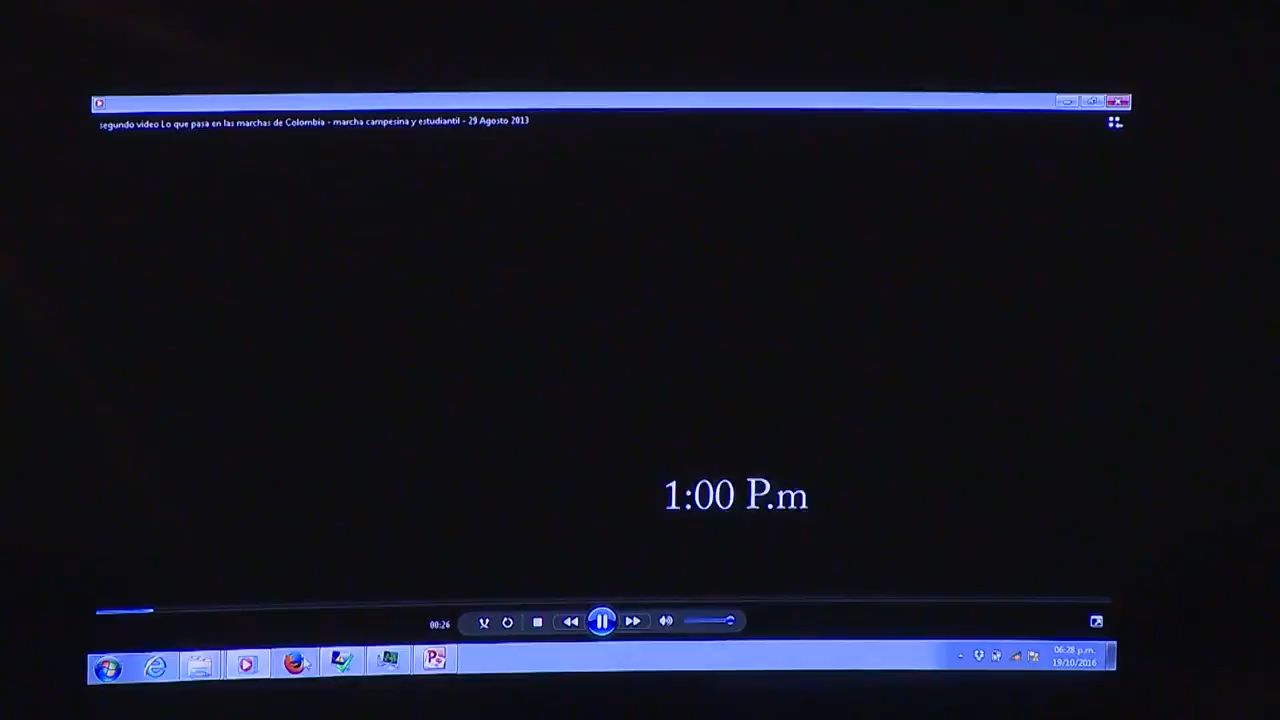 segundo video Lo que pasa en las marchas de Colombia - marcha campesina y estudiantil - 29 Agosto 2013
1:00 P.m
00:26
06:28 p.m.
19/10/2016